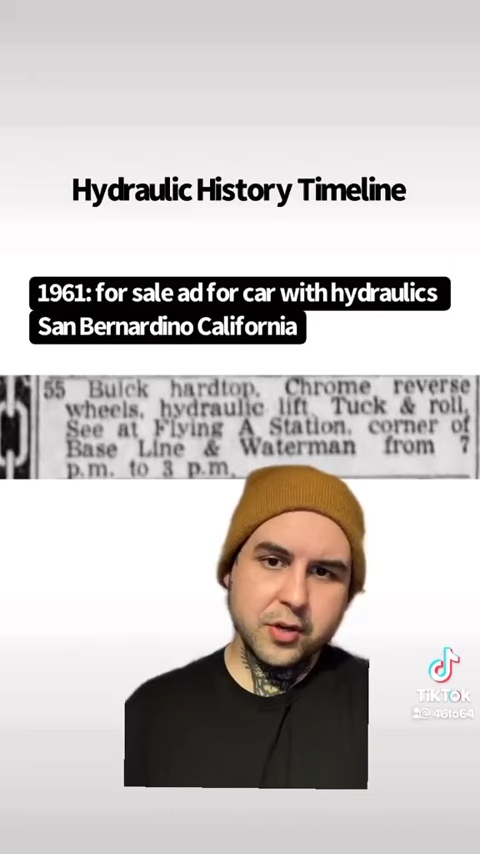 Hydraulic History Timeline
1961: for sale ad for car with hydraulics
San Bernardino California
55 Buick hardtop. Chrome reverse
wheels, hydraulic lift, Tuck & roll.
See at Flying A Station. corner of
Base Line & Waterman from 7
p.m. to 3 p.m.
TikTok
@46to64